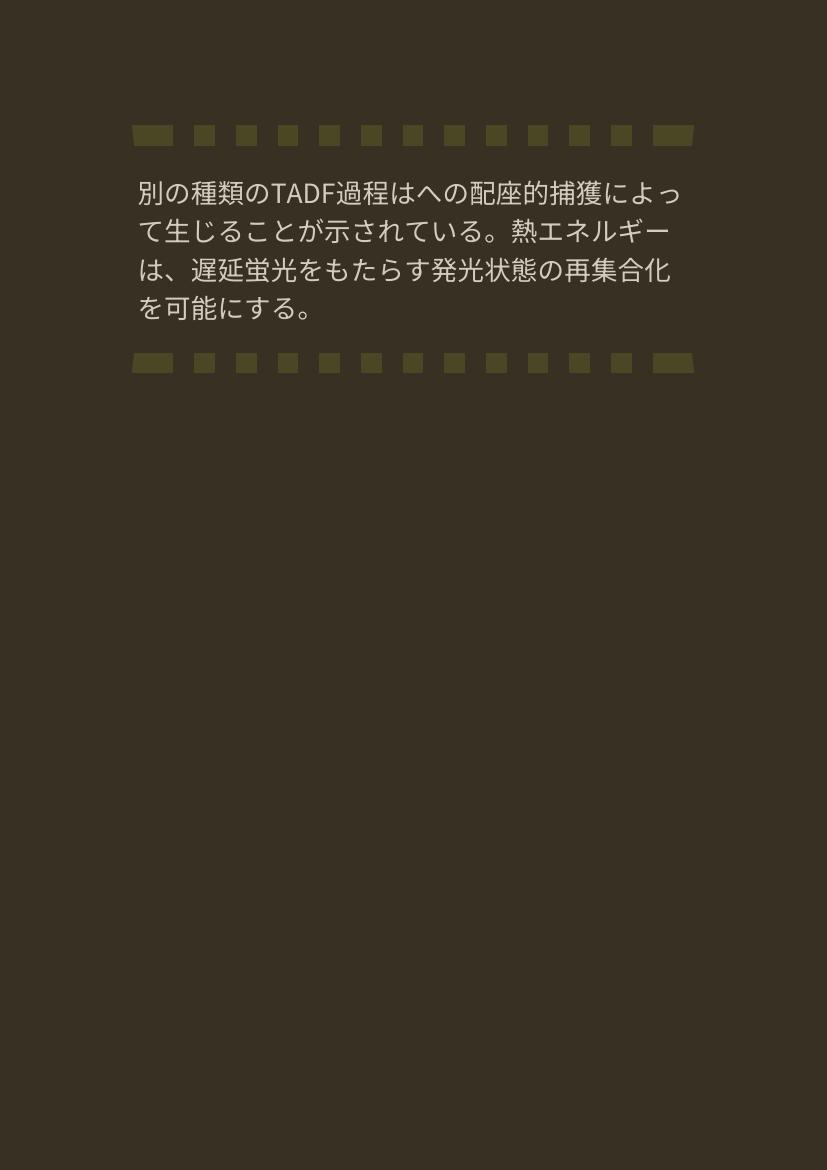 別の種類のTADF過程はへの配座的捕獲によっ
て生じることが示されている。熱エネルギー
は、遅延蛍光をもたらす発光状態の再集合化
を可能にする。